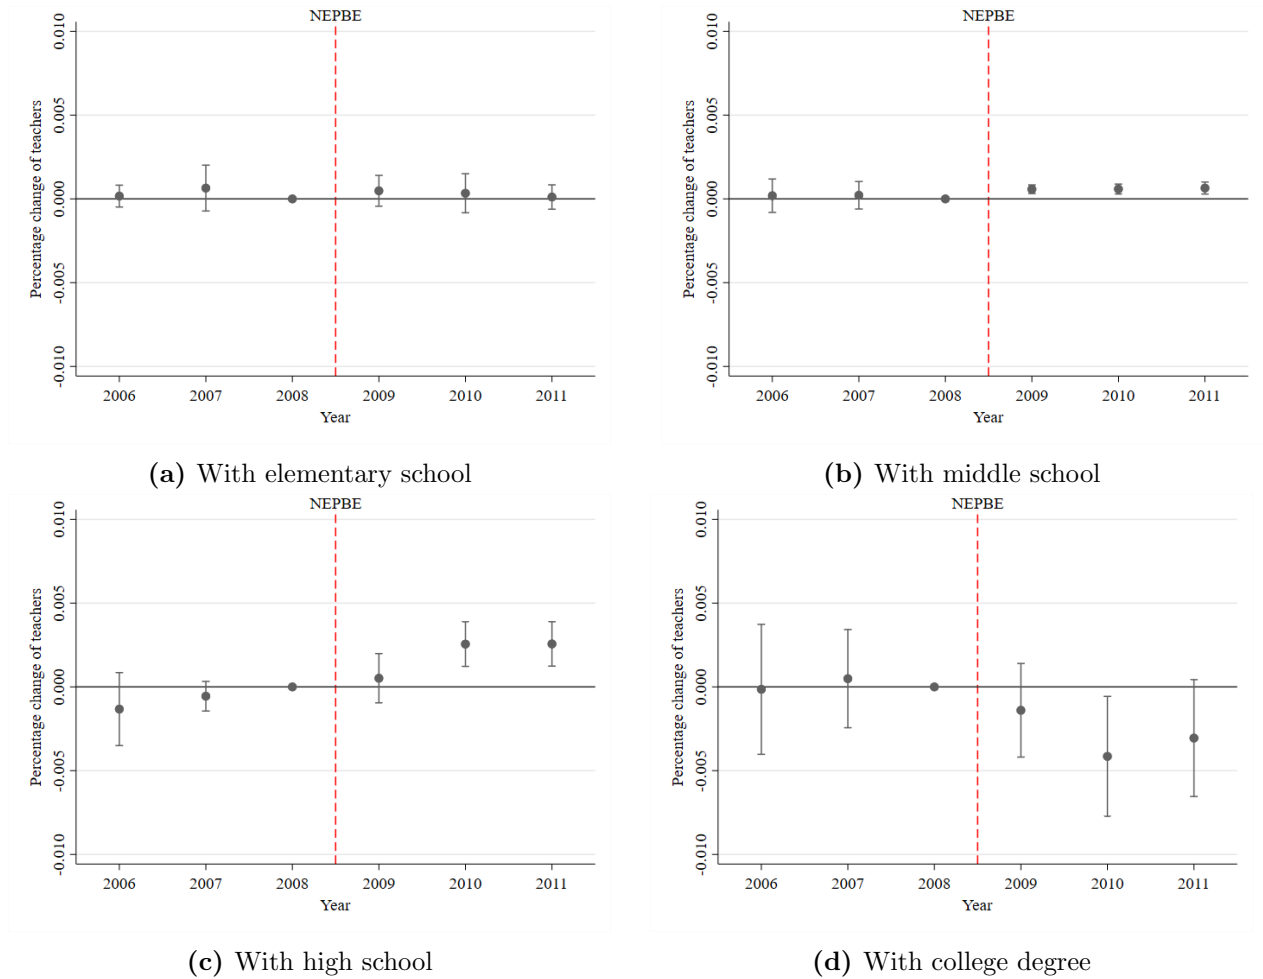 NEPBE
Percentage change of teachers
0.010
0.005
0.000
-0.005
-0.010
2006 2007 2008 2009 2010 2011
Year
(a) With elementary school
NEPBE
Percentage change of teachers
0.010
0.005
0.000
-0.005
-0.010
2006 2007 2008 2009 2010 2011
Year
(b) With middle school
NEPBE
Percentage change of teachers
0.010
0.005
0.000
-0.005
-0.010
2006 2007 2008 2009 2010 2011
Year
(c) With high school
NEPBE
Percentage change of teachers
0.010
0.005
0.000
-0.005
-0.010
2006 2007 2008 2009 2010 2011
Year
(d) With college degree